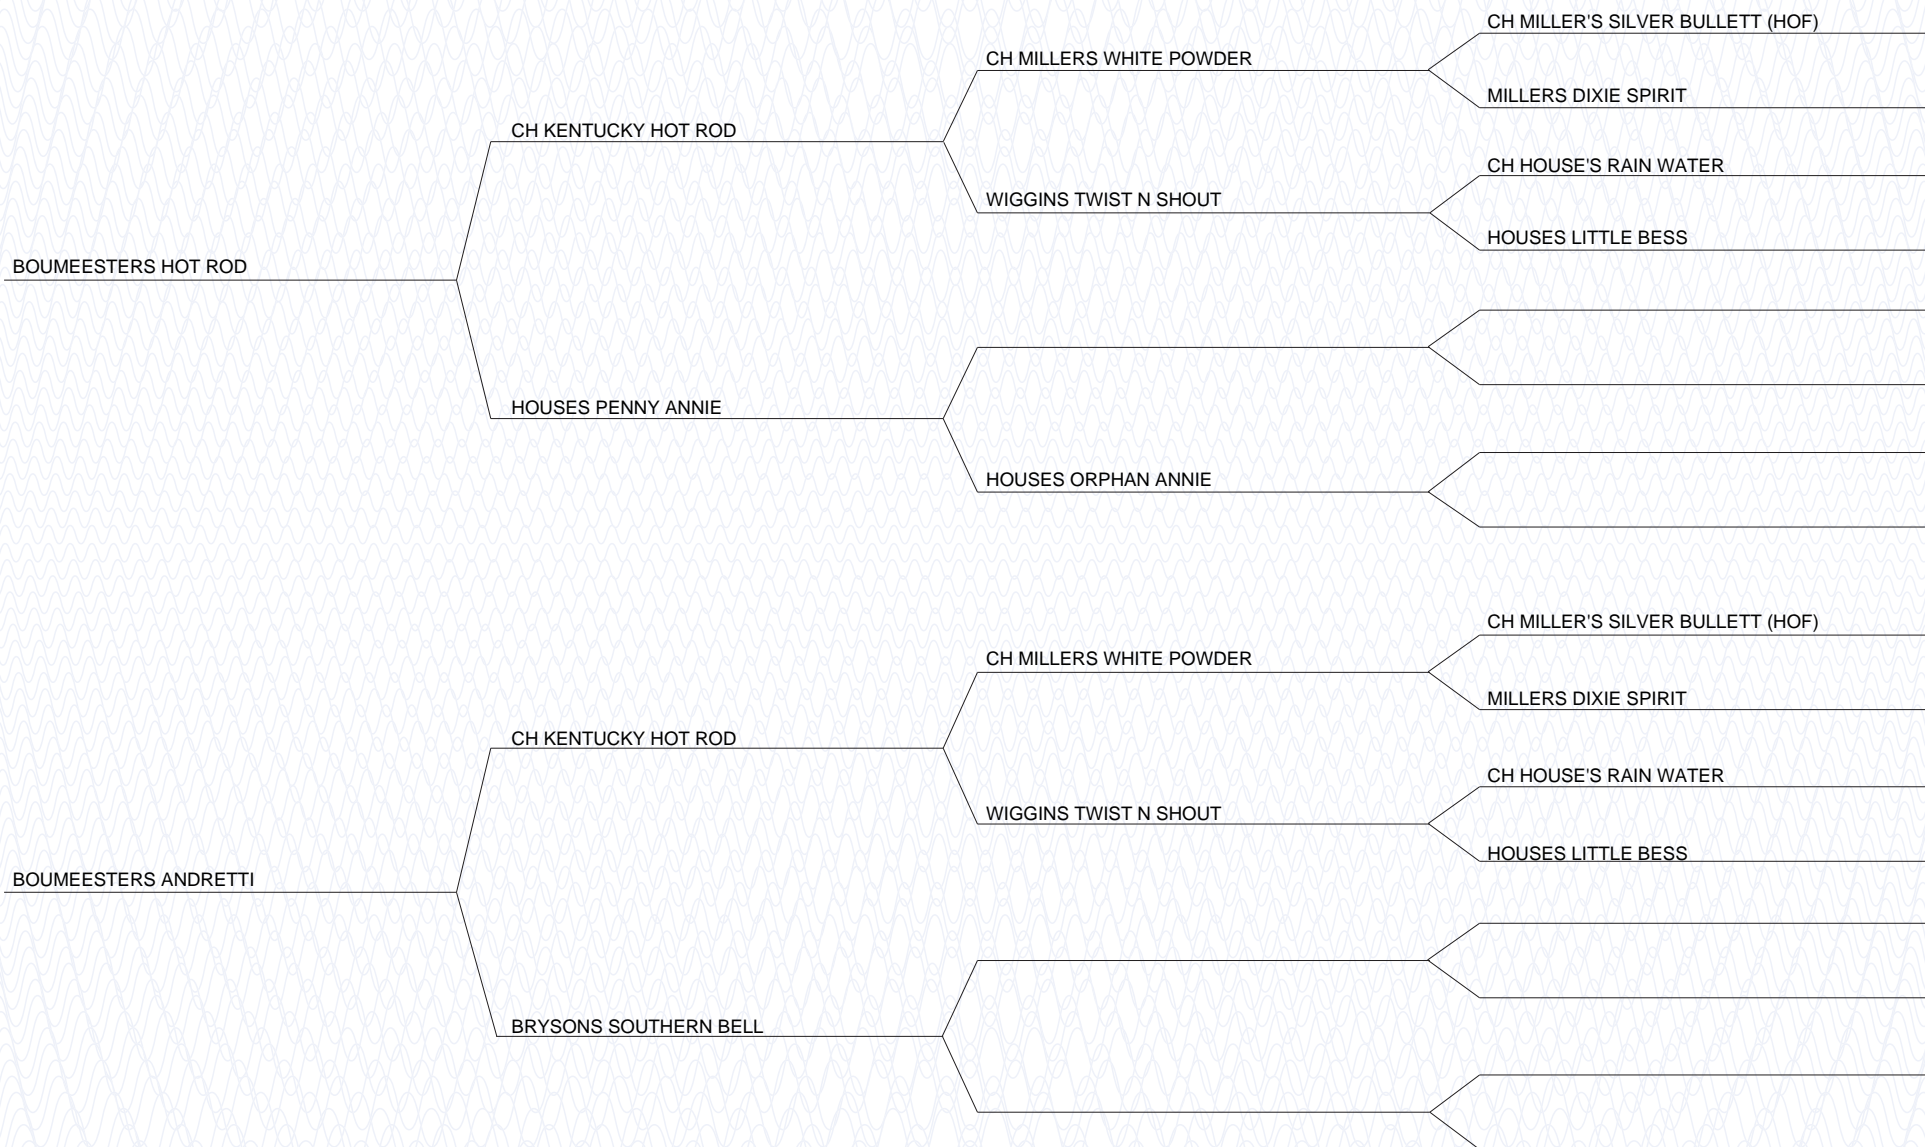 CH MILLER'S SILVER BULLETT (HOF)
CH MILLERS WHITE POWDER
MILLERS DIXIE SPIRIT
CH KENTUCKY HOT ROD
CH HOUSE'S RAIN WATER
WIGGINS TWIST N SHOUT
HOUSES LITTLE BESS
BOUMEESTERS HOT ROD
HOUSES PENNY ANNIE
HOUSES ORPHAN ANNIE
CH MILLER'S SILVER BULLETT (HOF)
CH MILLERS WHITE POWDER
MILLERS DIXIE SPIRIT
CH KENTUCKY HOT ROD
CH HOUSE'S RAIN WATER
WIGGINS TWIST N SHOUT
HOUSES LITTLE BESS
BOUMEESTERS ANDRETTI
BRYSONS SOUTHERN BELL